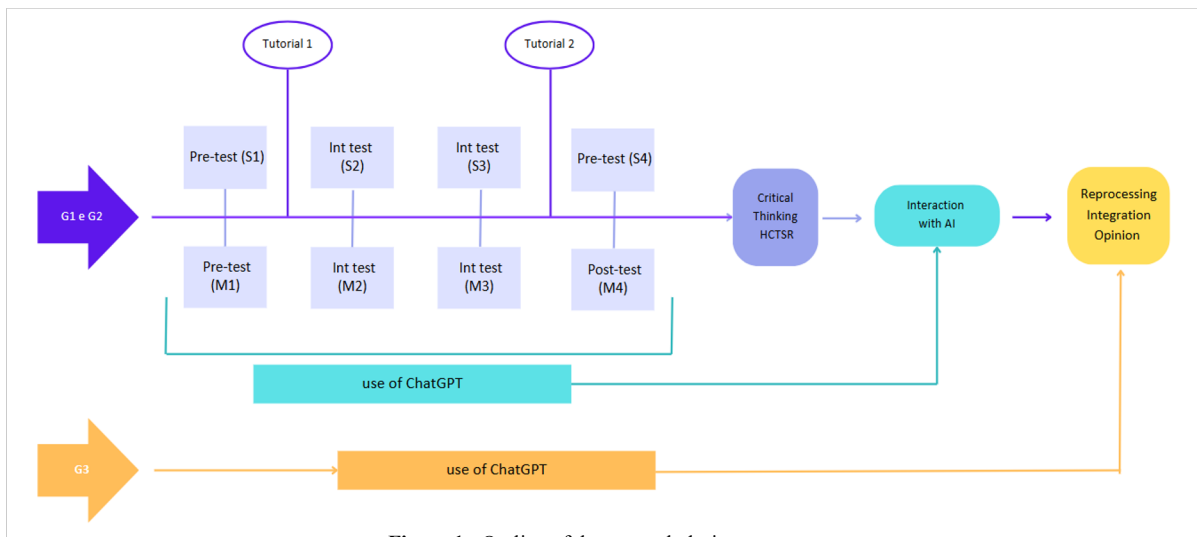 Tutorial 1
Tutorial 2
Pre-test (S1)
Int test
(S2)
Int test
(S3)
Pre-test (S4)
G1 e G2
Critical
Thinking
HCTSR
Interaction
with AI
Reprocessing
Integration
Opinion
Pre-test
(M1)
Int test
(M2)
Int test
(M3)
Post-test
(M4)
use of ChatGPT
G3
use of ChatGPT